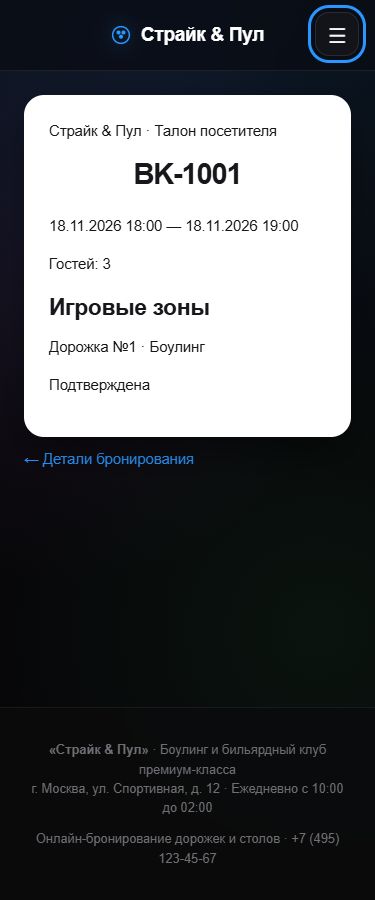 Страйк & Пул
Страйк & Пул · Талон посетителя
BK-1001
18.11.2026 18:00 — 18.11.2026 19:00
Гостей: 3
Игровые зоны
Дорожка №1 · Боулинг
Подтверждена
← Детали бронирования
«Страйк & Пул» · Боулинг и бильярдный клуб
премиум-класса
г. Москва, ул. Спортивная, д. 12 · Ежедневно с 10:00
до 02:00
Онлайн-бронирование дорожек и столов · +7 (495)
123-45-67